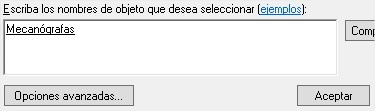 Escriba los nombres de objeto que desea seleccionar (ejemplos):
Mecanógrafas
Opciones avanzadas...
Aceptar